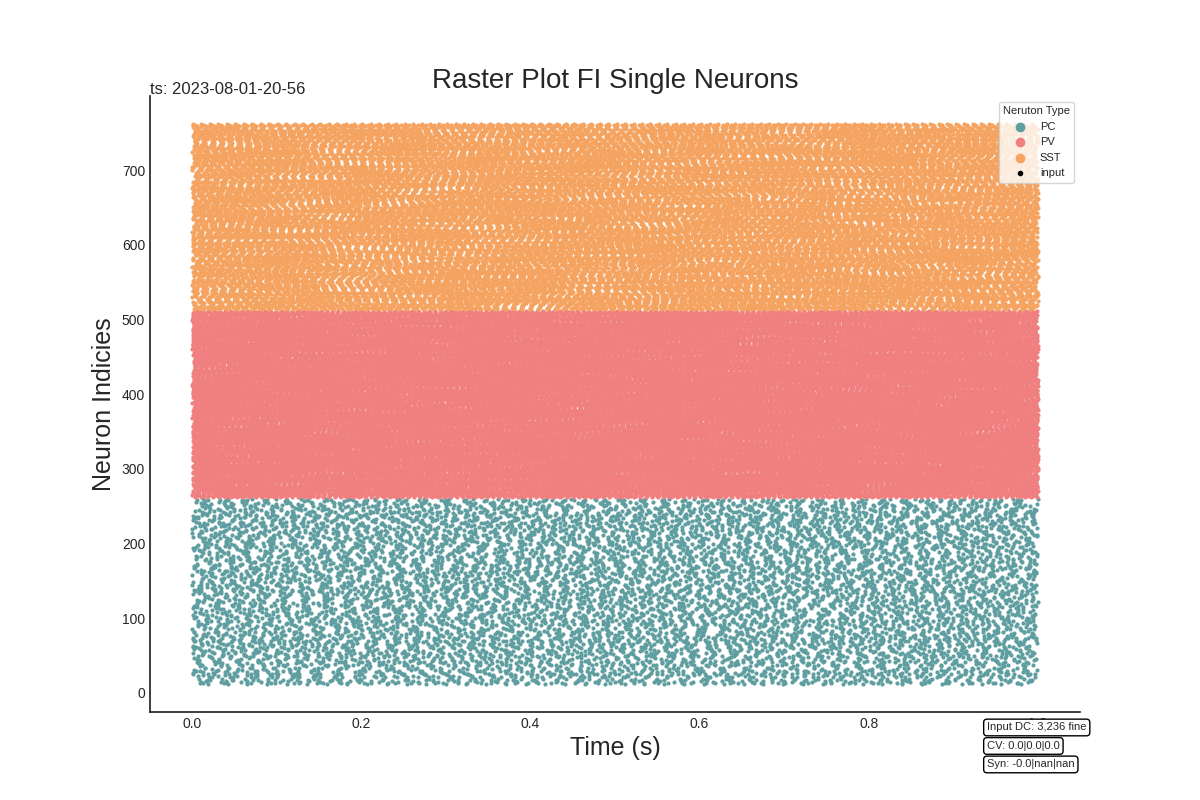 Raster Plot FI Single Neurons
ts: 2023-08-01-20-56
Neruton Type
PC
PV
SST
input
Neuron Indicies
700
600
500
400
300
200
100
0
0.0
0.2
0.4
0.6
0.8
Time (s)
Input DC: 3,236 fine
CV: 0.0|0.0|0.0
Syn: -0.0|nan|nan